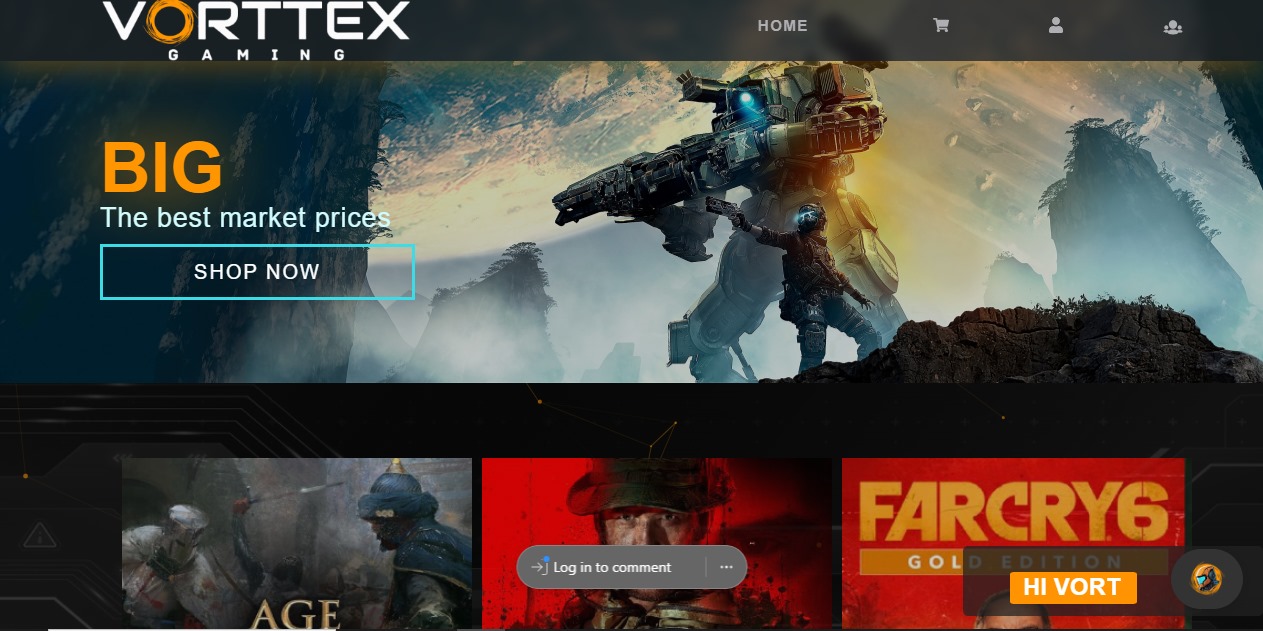 VORTTEX
GAMING
HOME
BIG
The best market prices
SHOP NOW
FARCRY6
GOLD EDITION
Log in to comment
HI VORT
AGE